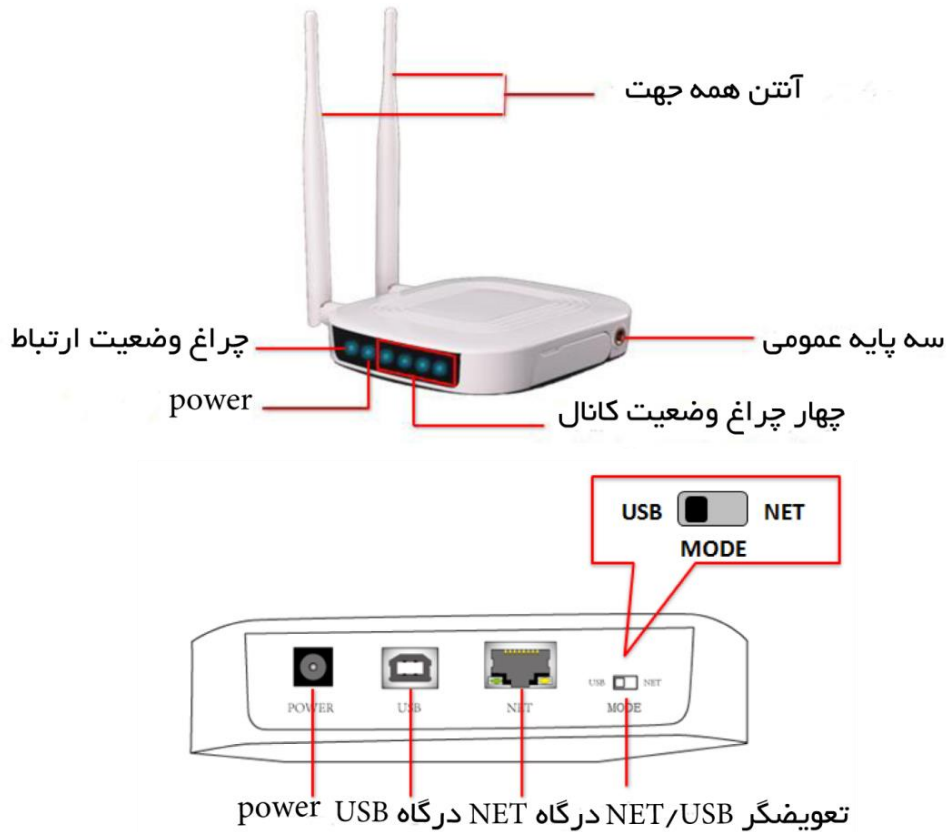 آنتن همه جهت
چراغ وضعیت ارتباط
سه پایه عمومی
power
چهار چراغ وضعیت کانال
USB NET
MODE
USB NET
POWER USB NET MODE
power درگاه USB درگاه NET تعویضگر NET/USB